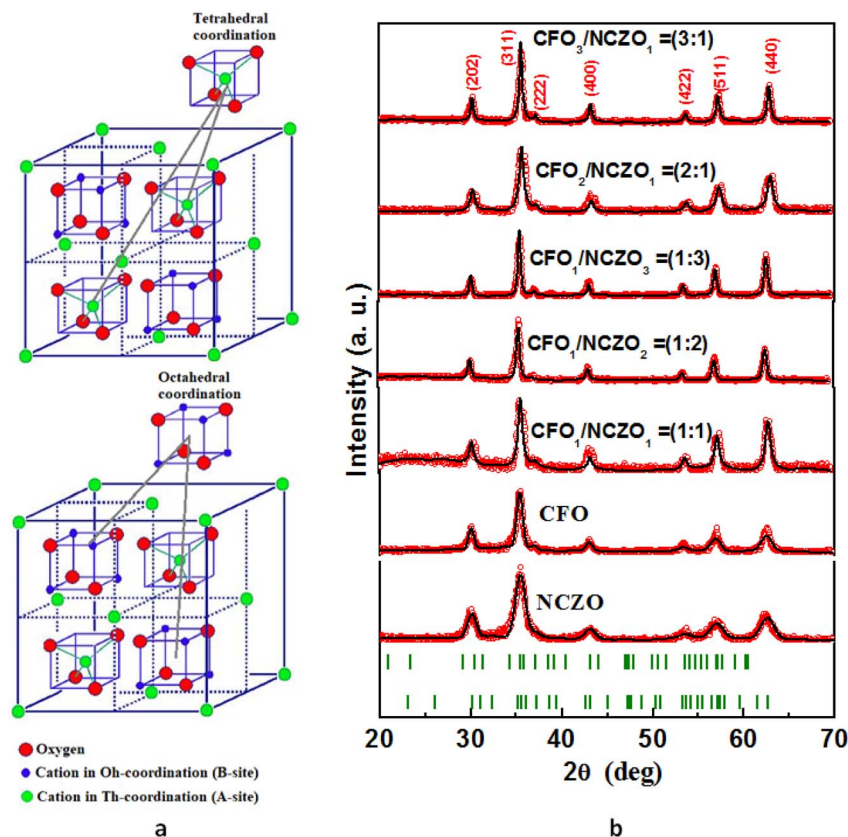 Tetrahedral
coordination
Octahedral
coordination
Oxygen
Cation in Oh-coordination (B-site)
Cation in Th-coordination (A-site)
a
Intensity (a. u.)
CFO3/NCZO1 =(3:1)
(202)
(311)
(222)
(400)
(422)
(511)
(440)
CFO2/NCZO1 =(2:1)
CFO1/NCZO3 =(1:3)
CFO1/NCZO2 =(1:2)
CFO1/NCZO1 =(1:1)
CFO
NCZO
20 30 40 50 60 70
2θ (deg)
b